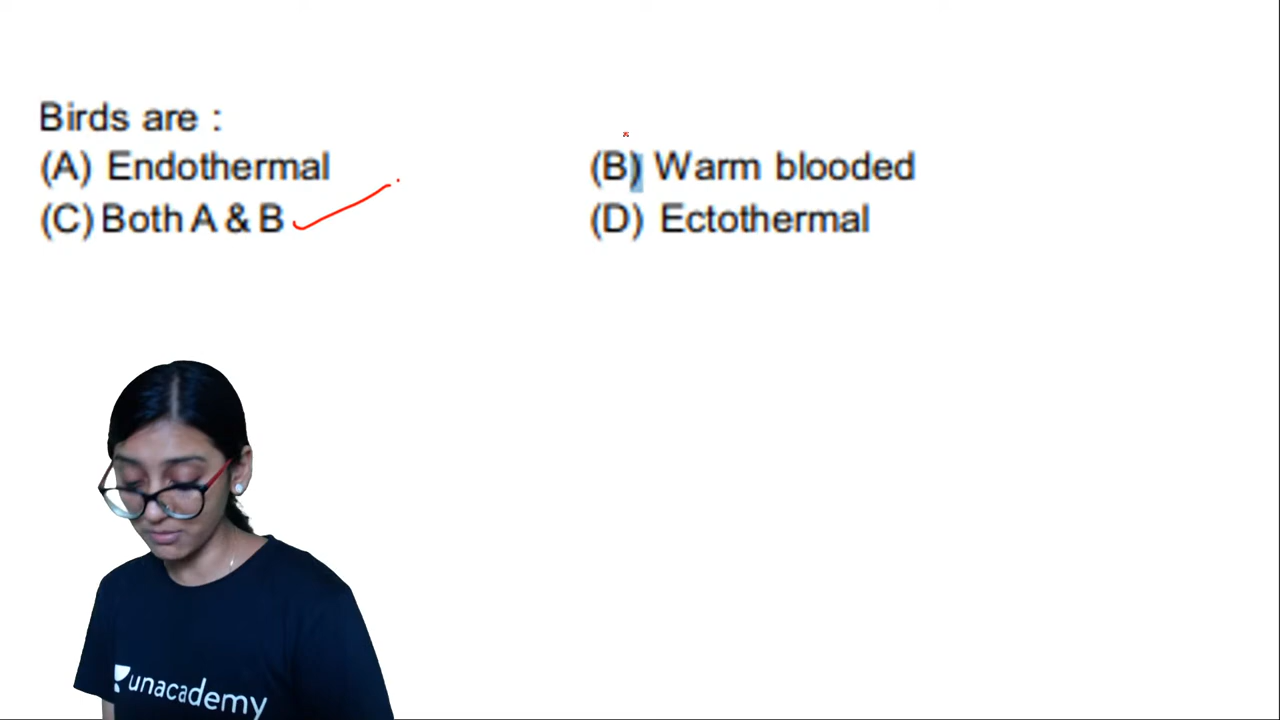 Birds are :
(A) Endothermal (B) Warm blooded
(C) Both A & B (D) Ectothermal
unacademy